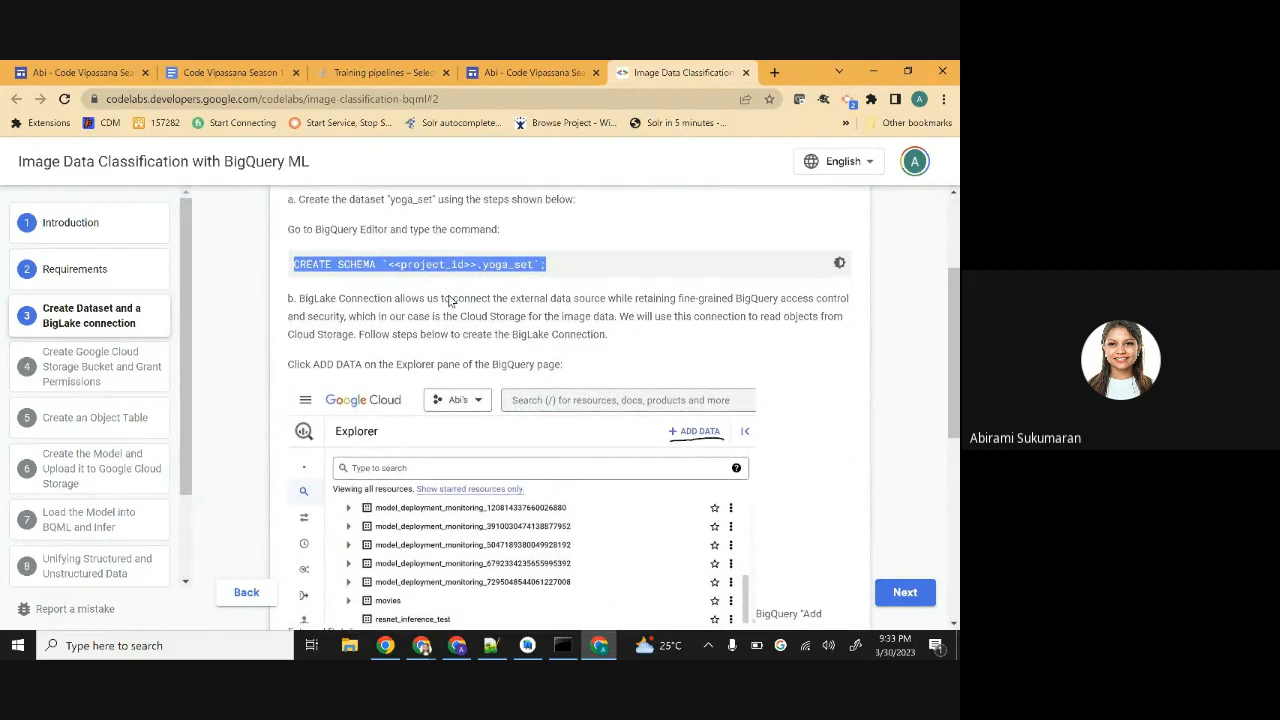 Abi - Code Vipassana Sea
Code Vipassana Season 1
Training pipelines – Selec
Abi - Code Vipassana Sea
Image Data Classification
codelabs.developers.google.com/codelabs/image-classification-bqml#2
2
A
Extensions
CDM
157282
Start Connecting
Start Service, Stop S...
Solr autocomplete...
Browse Project - Wi...
Solr in 5 minutes -...
»
Other bookmarks
Image Data Classification with BigQuery ML
English
A
1 Introduction
2 Requirements
3 Create Dataset and a
BigLake connection
4 Create Google Cloud
Storage Bucket and Grant
Permissions
5 Create an Object Table
6 Create the Model and
Upload it to Google Cloud
Storage
7 Load the Model into
BQML and Infer
8 Unifying Structured and
Unstructured Data
Report a mistake
a. Create the dataset "yoga_set" using the steps shown below:
Go to BigQuery Editor and type the command:
CREATE SCHEMA `<<project_id>>.yoga_set`;
b. BigLake Connection allows us to connect the external data source while retaining fine-grained BigQuery access control
and security, which in our case is the Cloud Storage for the image data. We will use this connection to read objects from
Cloud Storage. Follow steps below to create the BigLake Connection.
Click ADD DATA on the Explorer pane of the BigQuery page:
Google Cloud
Abi's
Search (/) for resources, docs, products and more
Explorer
+ ADD DATA
Type to search
Viewing all resources. Show starred resources only.
model_deployment_monitoring_120814337660026880
model_deployment_monitoring_3910030474138877952
model_deployment_monitoring_5047189380049928192
model_deployment_monitoring_6792334235655995392
model_deployment_monitoring_7295048544061227008
movies
resnet_inference_test
BigQuery "Add
Back
Next
Type here to search
25°C
9:33 PM
3/30/2023
1
Abirami Sukumaran